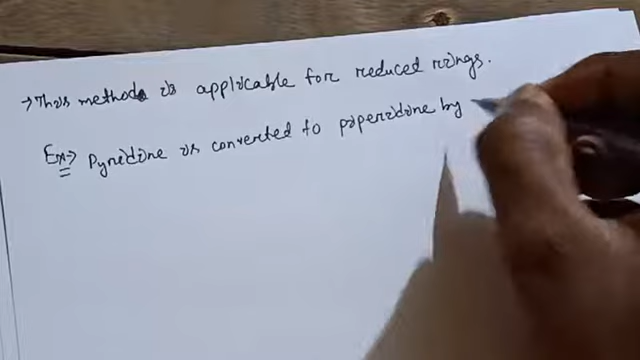 → This method is applicable for reduced rings.
Ex⇒ Pyridine is converted to piperidine by